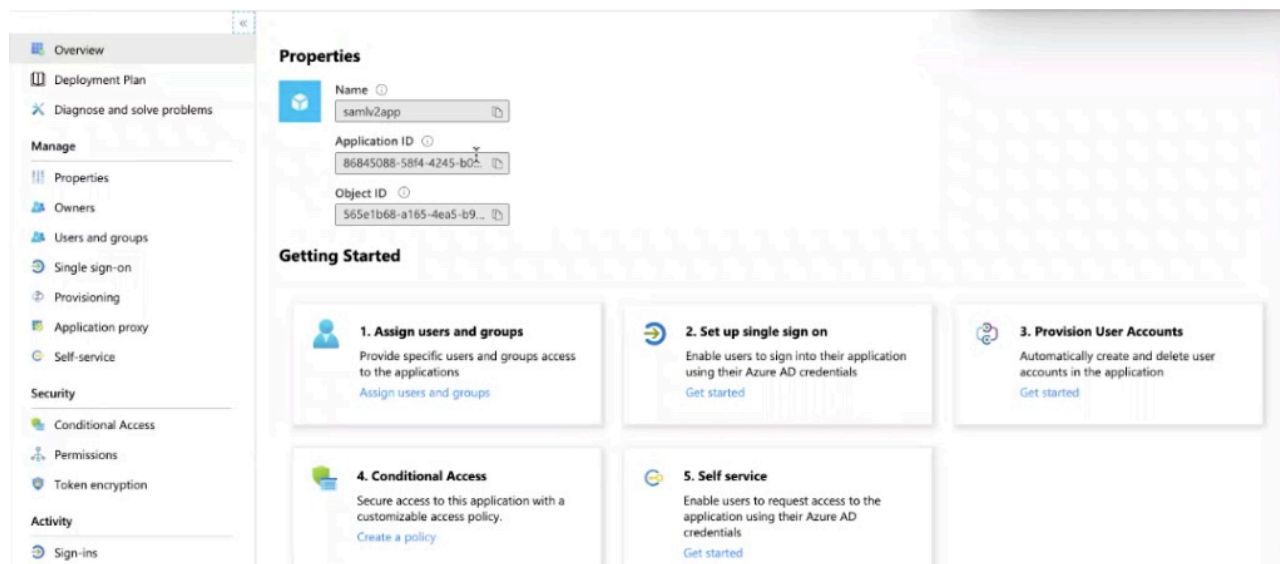 Overview
Deployment Plan
Diagnose and solve problems
Manage
Properties
Owners
Users and groups
Single sign-on
Provisioning
Application proxy
Self-service
Security
Conditional Access
Permissions
Token encryption
Activity
Sign-ins
Properties
Name
samlv2app
Application ID
86845088-58f4-4245-b0...
Object ID
565e1b68-a165-4ea5-b9...
Getting Started
1. Assign users and groups
Provide specific users and groups access
to the applications
Assign users and groups
2. Set up single sign on
Enable users to sign into their application
using their Azure AD credentials
Get started
3. Provision User Accounts
Automatically create and delete user
accounts in the application
Get started
4. Conditional Access
Secure access to this application with a
customizable access policy.
Create a policy
5. Self service
Enable users to request access to the
application using their Azure AD
credentials
Get started